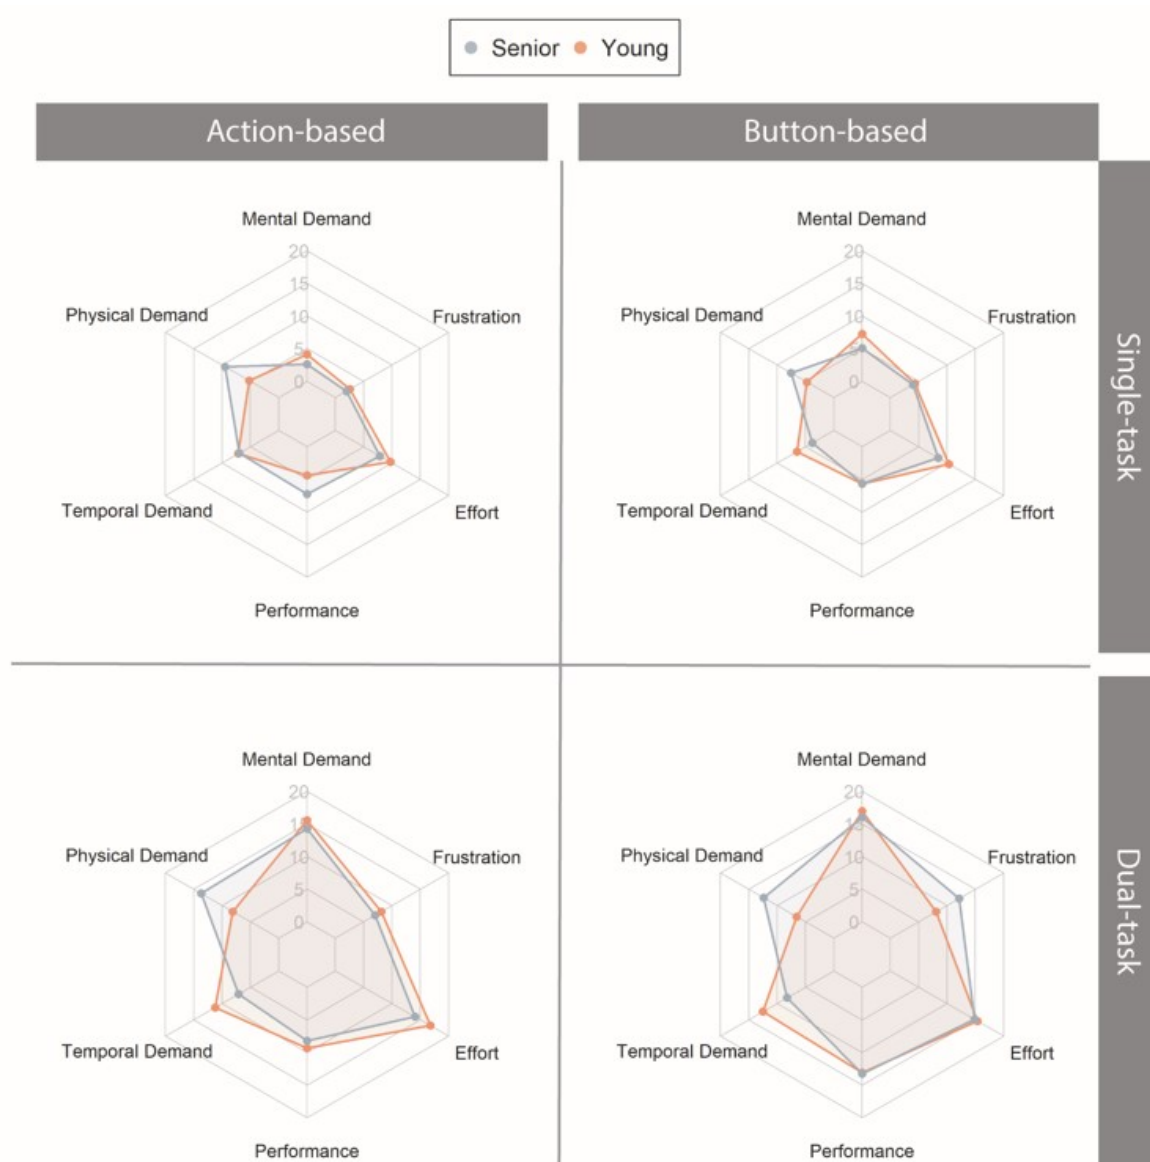 Senior Young
Action-based
Button-based
Single-task
Mental Demand
20
15
10
5
0
Physical Demand
Frustration
Temporal Demand
Effort
Performance
Mental Demand
20
15
10
5
0
Physical Demand
Frustration
Temporal Demand
Effort
Performance
Dual-task
Mental Demand
20
15
10
5
0
Physical Demand
Frustration
Temporal Demand
Effort
Performance
Mental Demand
20
15
10
5
0
Physical Demand
Frustration
Temporal Demand
Effort
Performance